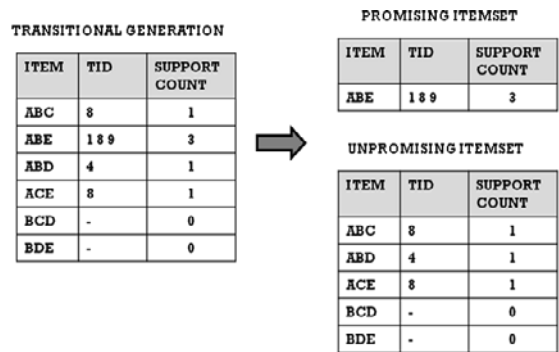 TRANSITIONAL GENERATION
ITEM TID SUPPORT COUNT
ABC 8 1
ABE 1 8 9 3
ABD 4 1
ACE 8 1
BCD - 0
BDE - 0
PROMISING ITEMSET
ITEM TID SUPPORT COUNT
ABE 1 8 9 3
UNPROMISING ITEMSET
ITEM TID SUPPORT COUNT
ABC 8 1
ABD 4 1
ACE 8 1
BCD - 0
BDE - 0